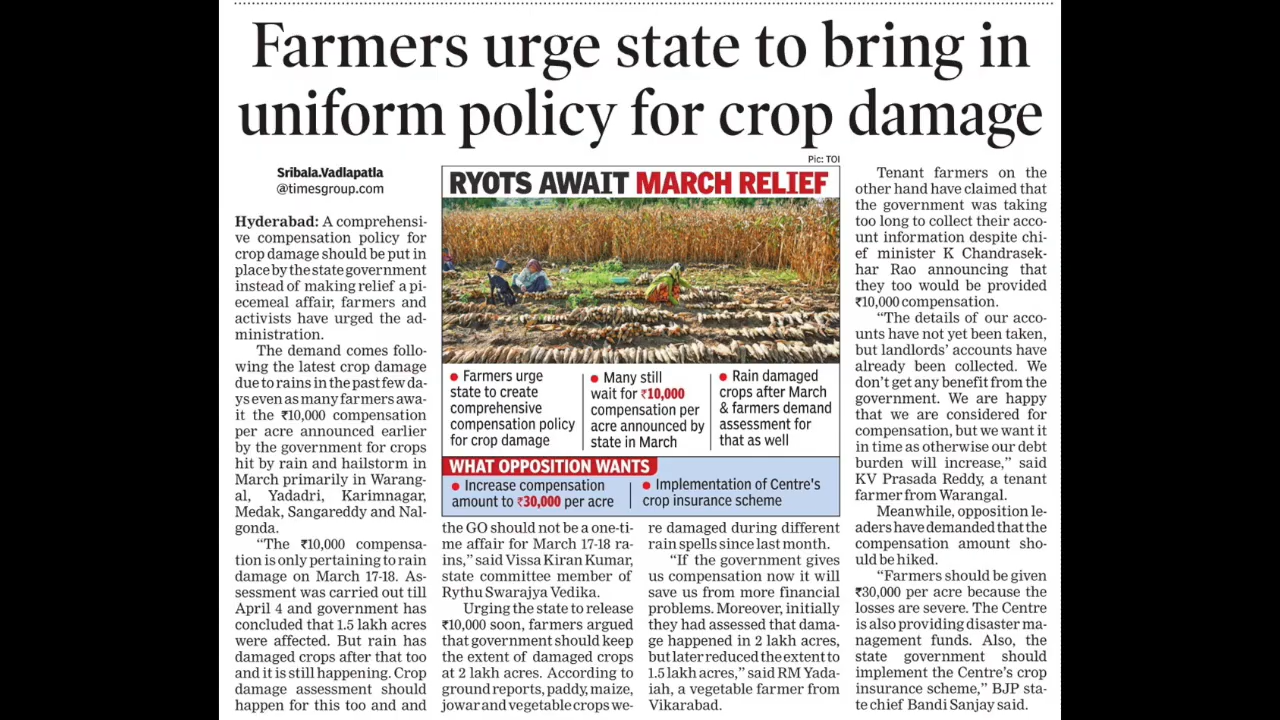 Farmers urge state to bring in
uniform policy for crop damage
Sribala.Vadlapatla
@timesgroup.com
Hyderabad: A comprehensi-
ve compensation policy for
crop damage should be put in
place by the state government
instead of making relief a pi-
ecemeal affair, farmers and
activists have urged the ad-
ministration.
The demand comes follo-
wing the latest crop damage
due to rains in the past few da-
ys even as many farmers awa-
it the ₹10,000 compensation
per acre announced earlier
by the government for crops
hit by rain and hailstorm in
March primarily in Warang-
al, Yadadri, Karimnagar,
Medak, Sangareddy and Nal-
gonda.
"The ₹10,000 compensa-
tion is only pertaining to rain
damage on March 17-18. As-
sessment was carried out till
April 4 and government has
concluded that 1.5 lakh acres
were affected. But rain has
damaged crops after that too
and it is still happening. Crop
damage assessment should
happen for this too and and
Pic: TOI
RYOTS AWAIT MARCH RELIEF
● Farmers urge
state to create
comprehensive
compensation policy
for crop damage
● Many still
wait for ₹10,000
compensation per
acre announced by
state in March
● Rain damaged
crops after March
& farmers demand
assessment for
that as well
WHAT OPPOSITION WANTS
● Increase compensation
amount to ₹30,000 per acre
● Implementation of Centre's
crop insurance scheme
the GO should not be a one-ti-
me affair for March 17-18 ra-
ins," said Vissa Kiran Kumar,
state committee member of
Rythu Swarajya Vedika.
Urging the state to release
₹10,000 soon, farmers argued
that government should keep
the extent of damaged crops
at 2 lakh acres. According to
ground reports, paddy, maize,
jowar and vegetable crops we-
re damaged during different
rain spells since last month.
"If the government gives
us compensation now it will
save us from more financial
problems. Moreover, initially
they had assessed that dama-
ge happened in 2 lakh acres,
but later reduced the extent to
1.5 lakh acres," said RM Yada-
iah, a vegetable farmer from
Vikarabad.
Tenant farmers on the
other hand have claimed that
the government was taking
too long to collect their acco-
unt information despite chi-
ef minister K Chandrasek-
har Rao announcing that
they too would be provided
₹10,000 compensation.
"The details of our acco-
unts have not yet been taken,
but landlords' accounts have
already been collected. We
don't get any benefit from the
government. We are happy
that we are considered for
compensation, but we want it
in time as otherwise our debt
burden will increase," said
KV Prasada Reddy, a tenant
farmer from Warangal.
Meanwhile, opposition le-
aders have demanded that the
compensation amount sho-
uld be hiked.
"Farmers should be given
₹30,000 per acre because the
losses are severe. The Centre
is also providing disaster ma-
nagement funds. Also, the
state government should
implement the Centre's crop
insurance scheme," BJP sta-
te chief Bandi Sanjay said.